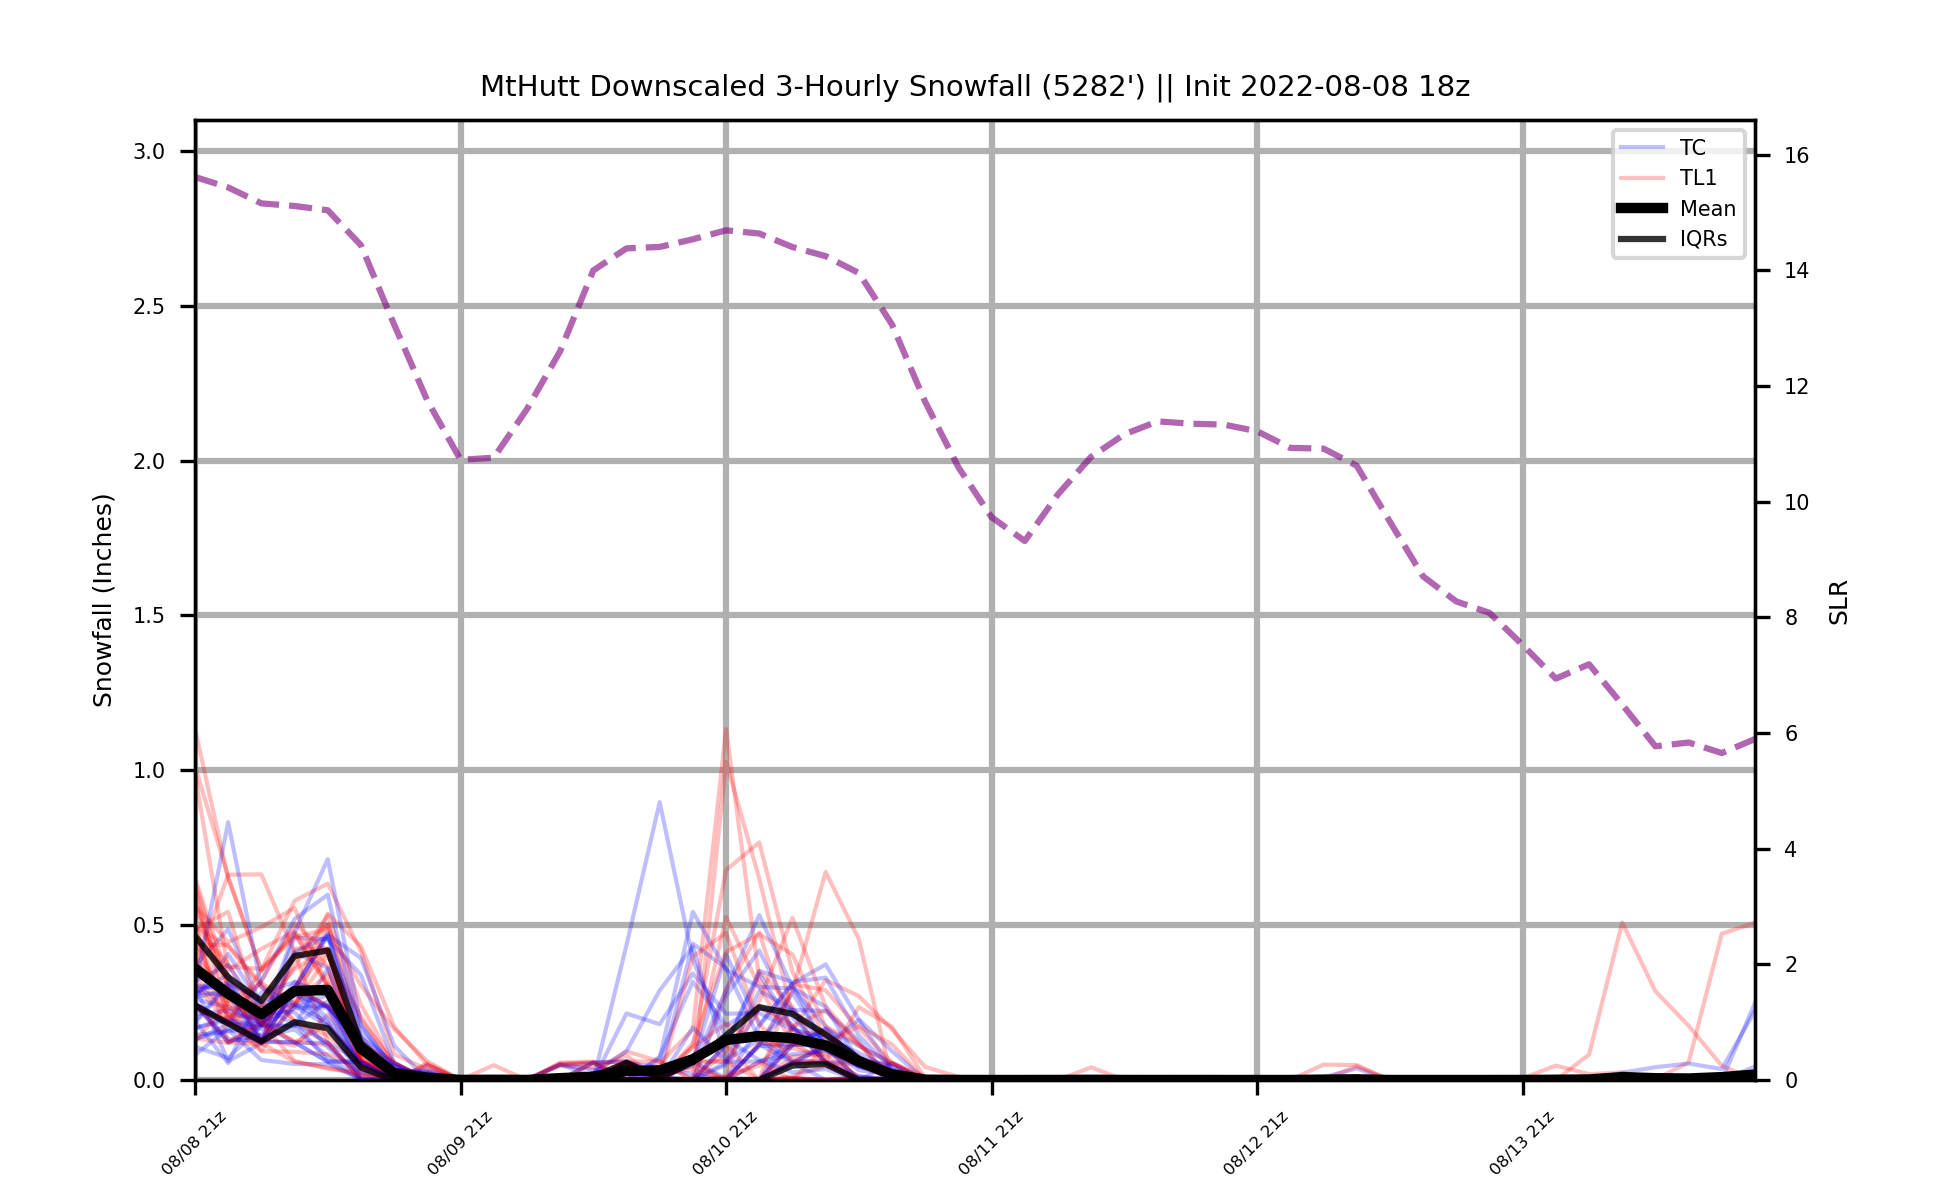 MtHutt Downscaled 3-Hourly Snowfall (5282') || Init 2022-08-08 18z
TC
TL1
Mean
IQRs
Snowfall (Inches)
3.0
2.5
2.0
1.5
1.0
0.5
0.0
16
14
12
10
8
6
4
2
0
SLR
08/08 21z
08/09 21z
08/10 21z
08/11 21z
08/12 21z
08/13 21z